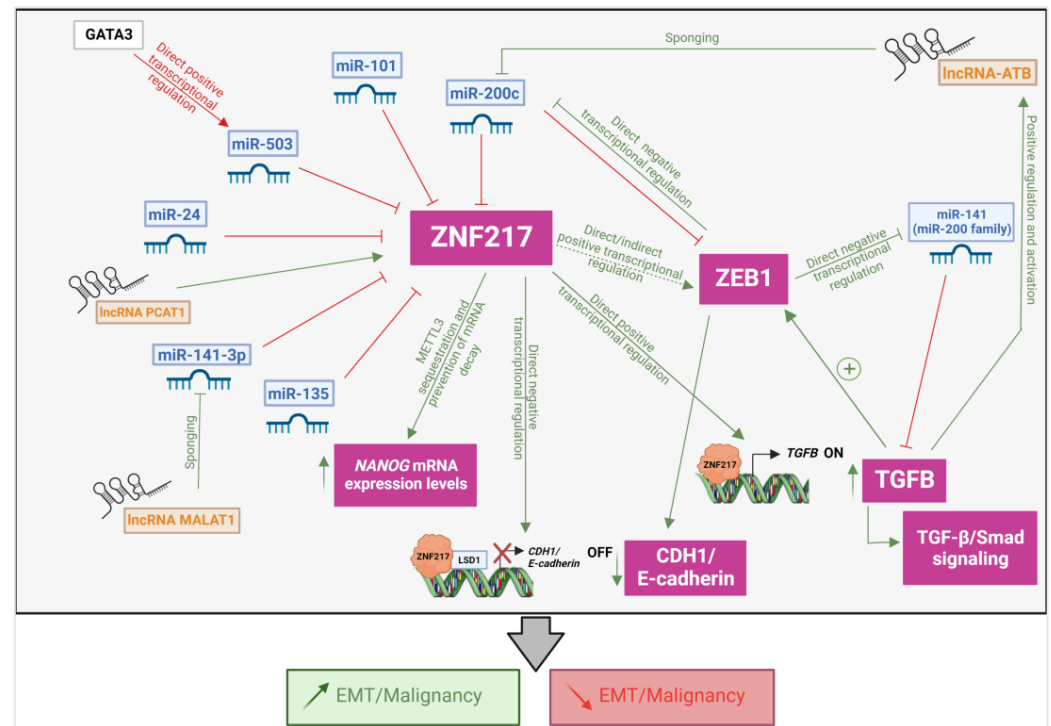 GATA3
Direct positive
transcriptional
regulation
miR-503
miR-101
miR-200c
Sponging
lncRNA-ATB
Direct negative
transcriptional regulation
Positive regulation and activation
miR-24
lncRNA PCAT1
miR-141-3p
Sponging
lncRNA MALAT1
miR-135
ZNF217
Direct/indirect
positive transcriptional
regulation
ZEB1
Direct negative
transcriptional
regulation
miR-141
(miR-200 family)
METTL3
sequestration and
prevention of mRNA
decay
Direct negative
transcriptional regulation
Direct positive
transcriptional regulation
+
NANOG mRNA
expression levels
ZNF217
TGFB ON
TGFB
TGF-β/Smad
signaling
ZNF217
LSD1
CDH1/
E-cadherin
OFF
CDH1/
E-cadherin
EMT/Malignancy
EMT/Malignancy